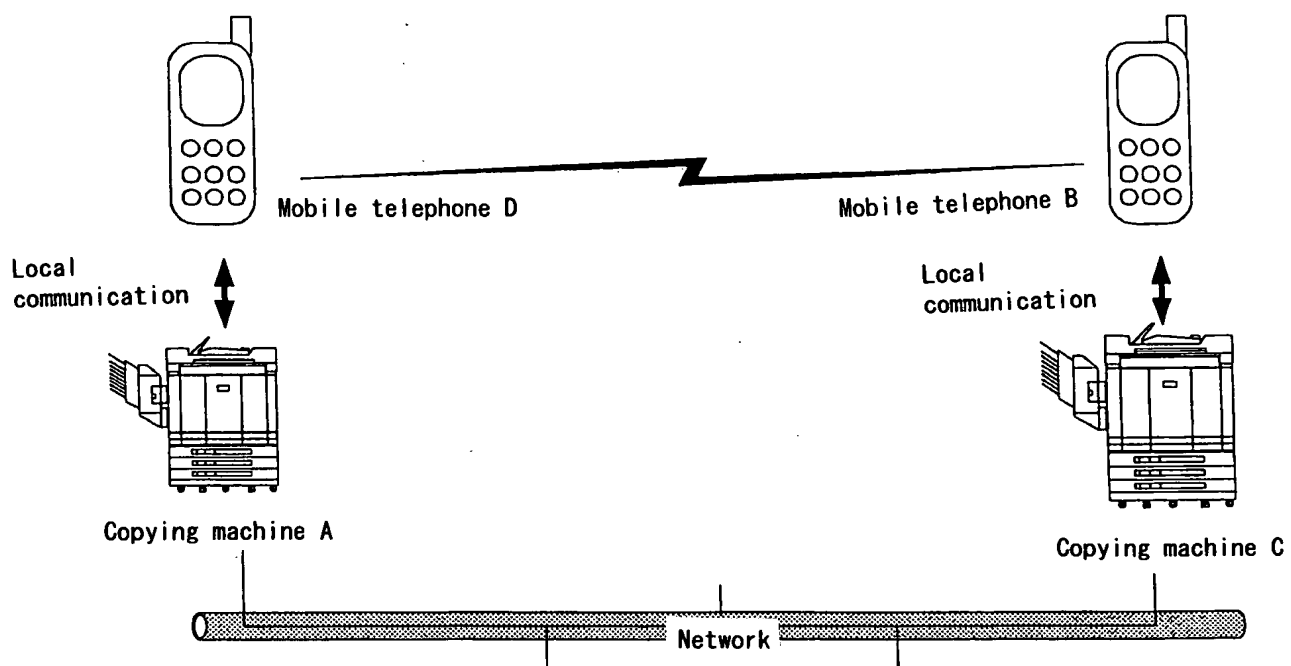 Mobile telephone D
Mobile telephone B
Local
communication
Local
communication
Copying machine A
Copying machine C
Network